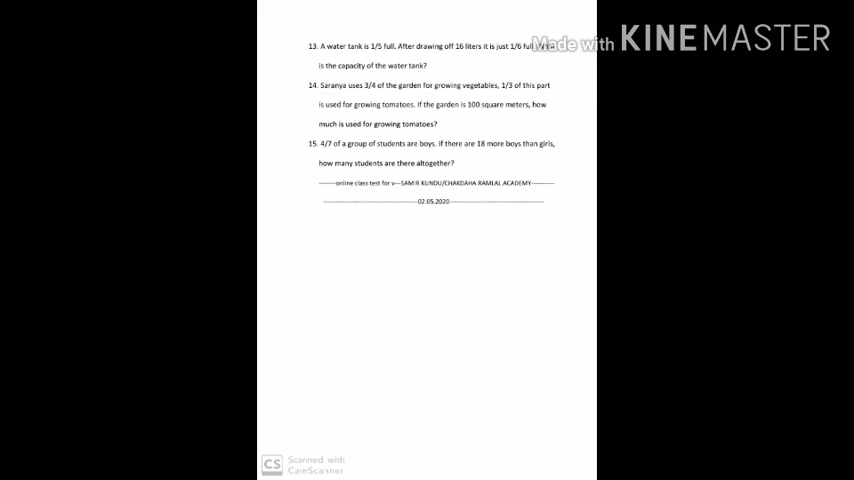 Made with KINEMASTER
13. A water tank is 1/5 full. After drawing off 16 liters it is just 1/6 full
is the capacity of the water tank?
14. Saranya uses 3/4 of the garden for growing vegetables, 1/3 of this part
is used for growing tomatoes. If the garden is 100 square meters, how
much is used for growing tomatoes?
15. 4/7 of a group of students are boys. If there are 18 more boys than girls,
how many students are there altogether?
--------online class test for v---SAMIR KUNDU/CHAKDAHA RAMLAL ACADEMY-----------
--------------------------------------------02.05.2020---------------------------------------------
CS Scanned with
CamScanner